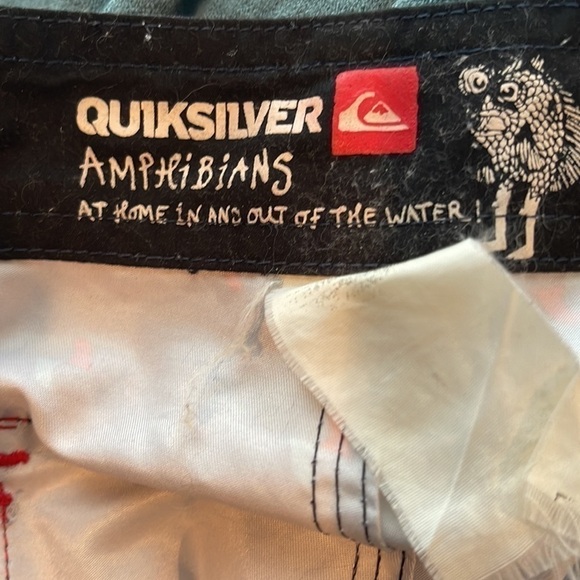 QUIKSILVER
AMPHiBiANS
AT HOME IN AND OUT OF THE WATER!